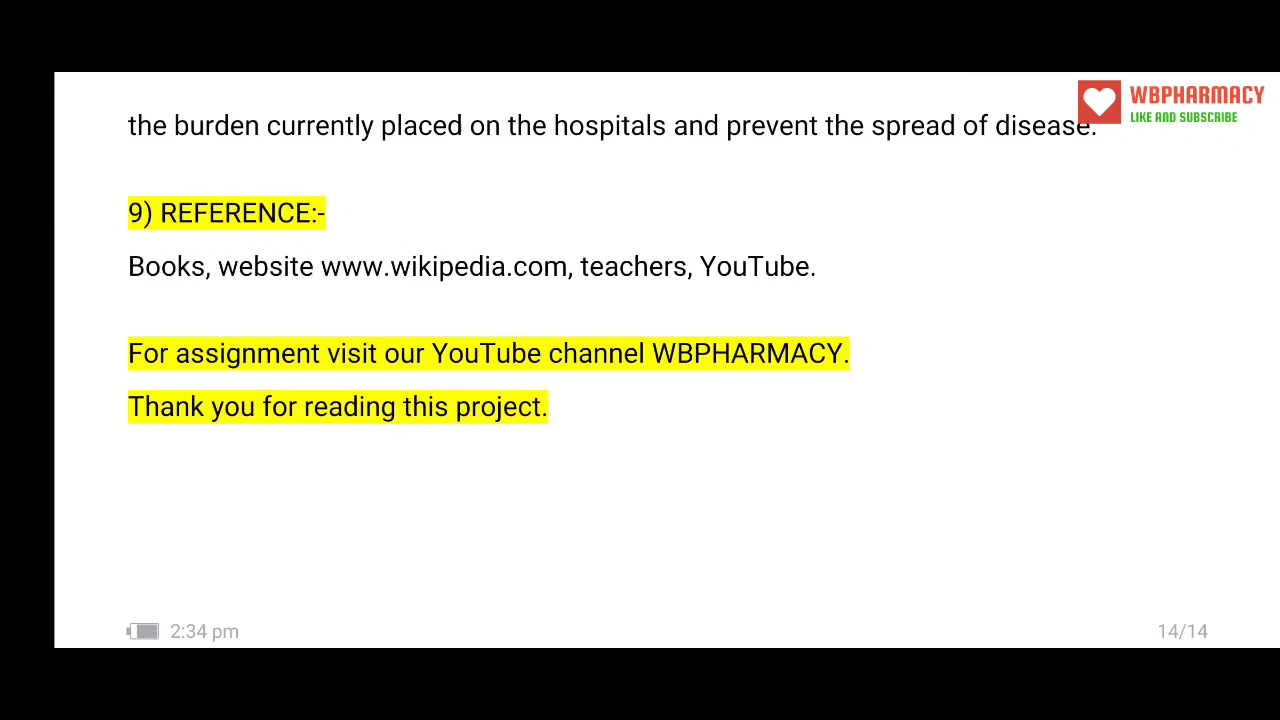 WBPHARMACY
LIKE AND SUBSCRIBE
the burden currently placed on the hospitals and prevent the spread of disease.
9) REFERENCE:-
Books, website www.wikipedia.com, teachers, YouTube.
For assignment visit our YouTube channel WBPHARMACY.
Thank you for reading this project.
2:34 pm
14/14